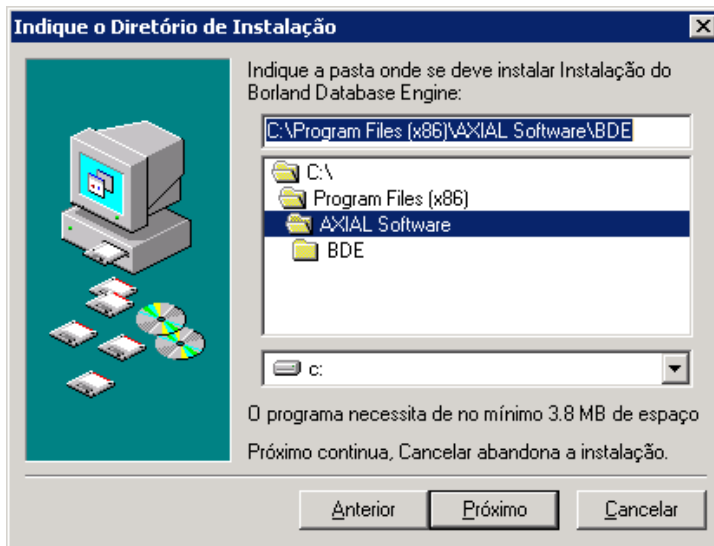 Indique o Diretório de Instalação
Indique a pasta onde se deve instalar Instalação do
Borland Database Engine:
C:\Program Files (x86)\AXIAL Software\BDE
C:\
Program Files (x86)
AXIAL Software
BDE
c:
O programa necessita de no mínimo 3.8 MB de espaço
Próximo continua, Cancelar abandona a instalação.
Anterior
Próximo
Cancelar